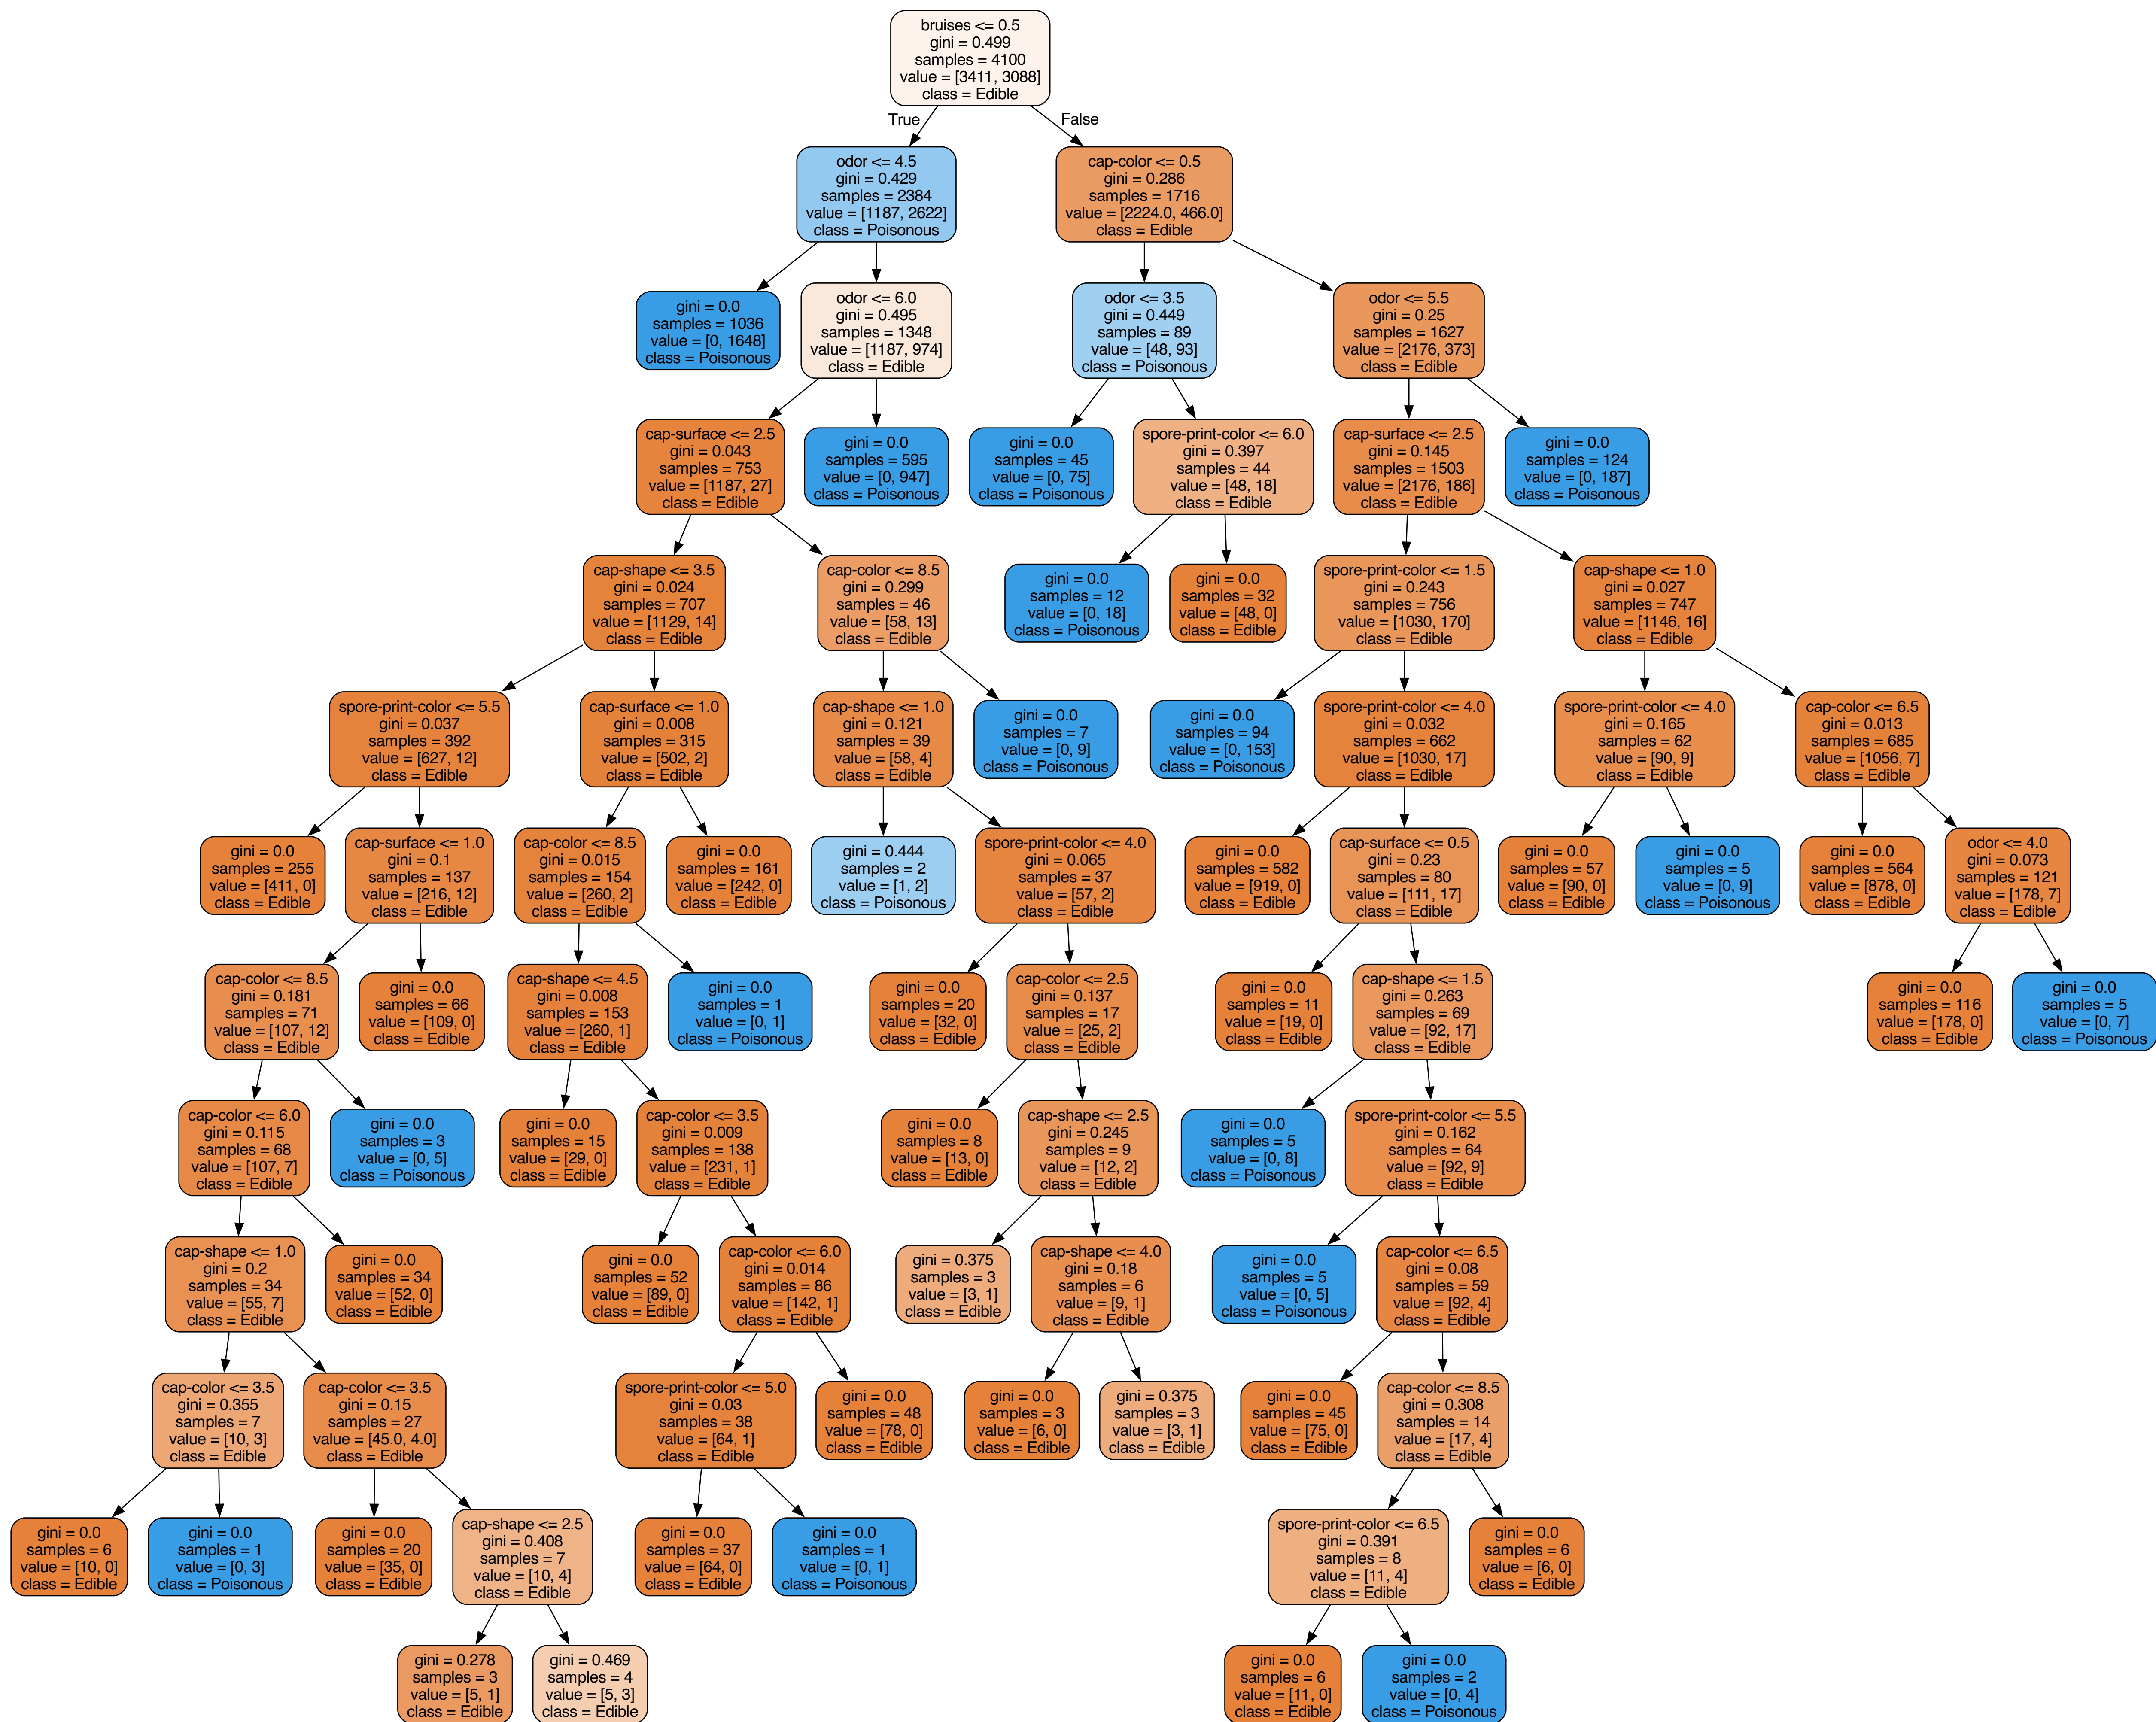 bruises <= 0.5
gini = 0.499
samples = 4100
value = [3411, 3088]
class = Edible
True
False
odor <= 4.5
gini = 0.429
samples = 2384
value = [1187, 2622]
class = Poisonous
cap-color <= 0.5
gini = 0.286
samples = 1716
value = [2224.0, 466.0]
class = Edible
gini = 0.0
samples = 1036
value = [0, 1648]
class = Poisonous
odor <= 6.0
gini = 0.495
samples = 1348
value = [1187, 974]
class = Edible
odor <= 3.5
gini = 0.449
samples = 89
value = [48, 93]
class = Poisonous
odor <= 5.5
gini = 0.25
samples = 1627
value = [2176, 373]
class = Edible
cap-surface <= 2.5
gini = 0.043
samples = 753
value = [1187, 27]
class = Edible
gini = 0.0
samples = 595
value = [0, 947]
class = Poisonous
gini = 0.0
samples = 45
value = [0, 75]
class = Poisonous
spore-print-color <= 6.0
gini = 0.397
samples = 44
value = [48, 18]
class = Edible
cap-surface <= 2.5
gini = 0.145
samples = 1503
value = [2176, 186]
class = Edible
gini = 0.0
samples = 124
value = [0, 187]
class = Poisonous
cap-shape <= 3.5
gini = 0.024
samples = 707
value = [1129, 14]
class = Edible
cap-color <= 8.5
gini = 0.299
samples = 46
value = [58, 13]
class = Edible
gini = 0.0
samples = 12
value = [0, 18]
class = Poisonous
gini = 0.0
samples = 32
value = [48, 0]
class = Edible
spore-print-color <= 1.5
gini = 0.243
samples = 756
value = [1030, 170]
class = Edible
cap-shape <= 1.0
gini = 0.027
samples = 747
value = [1146, 16]
class = Edible
spore-print-color <= 5.5
gini = 0.037
samples = 392
value = [627, 12]
class = Edible
cap-surface <= 1.0
gini = 0.008
samples = 315
value = [502, 2]
class = Edible
cap-shape <= 1.0
gini = 0.121
samples = 39
value = [58, 4]
class = Edible
gini = 0.0
samples = 7
value = [0, 9]
class = Poisonous
gini = 0.0
samples = 94
value = [0, 153]
class = Poisonous
spore-print-color <= 4.0
gini = 0.032
samples = 662
value = [1030, 17]
class = Edible
spore-print-color <= 4.0
gini = 0.165
samples = 62
value = [90, 9]
class = Edible
cap-color <= 6.5
gini = 0.013
samples = 685
value = [1056, 7]
class = Edible
gini = 0.0
samples = 255
value = [411, 0]
class = Edible
cap-surface <= 1.0
gini = 0.1
samples = 137
value = [216, 12]
class = Edible
cap-color <= 8.5
gini = 0.015
samples = 154
value = [260, 2]
class = Edible
gini = 0.0
samples = 161
value = [242, 0]
class = Edible
gini = 0.444
samples = 2
value = [1, 2]
class = Poisonous
spore-print-color <= 4.0
gini = 0.065
samples = 37
value = [57, 2]
class = Edible
gini = 0.0
samples = 582
value = [919, 0]
class = Edible
cap-surface <= 0.5
gini = 0.23
samples = 80
value = [111, 17]
class = Edible
gini = 0.0
samples = 57
value = [90, 0]
class = Edible
gini = 0.0
samples = 5
value = [0, 9]
class = Poisonous
gini = 0.0
samples = 564
value = [878, 0]
class = Edible
odor <= 4.0
gini = 0.073
samples = 121
value = [178, 7]
class = Edible
cap-color <= 8.5
gini = 0.181
samples = 71
value = [107, 12]
class = Edible
gini = 0.0
samples = 66
value = [109, 0]
class = Edible
cap-shape <= 4.5
gini = 0.008
samples = 153
value = [260, 1]
class = Edible
gini = 0.0
samples = 1
value = [0, 1]
class = Poisonous
gini = 0.0
samples = 20
value = [32, 0]
class = Edible
cap-color <= 2.5
gini = 0.137
samples = 17
value = [25, 2]
class = Edible
gini = 0.0
samples = 11
value = [19, 0]
class = Edible
cap-shape <= 1.5
gini = 0.263
samples = 69
value = [92, 17]
class = Edible
gini = 0.0
samples = 116
value = [178, 0]
class = Edible
gini = 0.0
samples = 5
value = [0, 7]
class = Poisonous
cap-color <= 6.0
gini = 0.115
samples = 68
value = [107, 7]
class = Edible
gini = 0.0
samples = 3
value = [0, 5]
class = Poisonous
gini = 0.0
samples = 15
value = [29, 0]
class = Edible
cap-color <= 3.5
gini = 0.009
samples = 138
value = [231, 1]
class = Edible
gini = 0.0
samples = 8
value = [13, 0]
class = Edible
cap-shape <= 2.5
gini = 0.245
samples = 9
value = [12, 2]
class = Edible
gini = 0.0
samples = 5
value = [0, 8]
class = Poisonous
spore-print-color <= 5.5
gini = 0.162
samples = 64
value = [92, 9]
class = Edible
cap-shape <= 1.0
gini = 0.2
samples = 34
value = [55, 7]
class = Edible
gini = 0.0
samples = 34
value = [52, 0]
class = Edible
gini = 0.0
samples = 52
value = [89, 0]
class = Edible
cap-color <= 6.0
gini = 0.014
samples = 86
value = [142, 1]
class = Edible
gini = 0.375
samples = 3
value = [3, 1]
class = Edible
cap-shape <= 4.0
gini = 0.18
samples = 6
value = [9, 1]
class = Edible
gini = 0.0
samples = 5
value = [0, 5]
class = Poisonous
cap-color <= 6.5
gini = 0.08
samples = 59
value = [92, 4]
class = Edible
cap-color <= 3.5
gini = 0.355
samples = 7
value = [10, 3]
class = Edible
cap-color <= 3.5
gini = 0.15
samples = 27
value = [45.0, 4.0]
class = Edible
spore-print-color <= 5.0
gini = 0.03
samples = 38
value = [64, 1]
class = Edible
gini = 0.0
samples = 48
value = [78, 0]
class = Edible
gini = 0.0
samples = 3
value = [6, 0]
class = Edible
gini = 0.375
samples = 3
value = [3, 1]
class = Edible
gini = 0.0
samples = 45
value = [75, 0]
class = Edible
cap-color <= 8.5
gini = 0.308
samples = 14
value = [17, 4]
class = Edible
gini = 0.0
samples = 6
value = [10, 0]
class = Edible
gini = 0.0
samples = 1
value = [0, 3]
class = Poisonous
gini = 0.0
samples = 20
value = [35, 0]
class = Edible
cap-shape <= 2.5
gini = 0.408
samples = 7
value = [10, 4]
class = Edible
gini = 0.0
samples = 37
value = [64, 0]
class = Edible
gini = 0.0
samples = 1
value = [0, 1]
class = Poisonous
spore-print-color <= 6.5
gini = 0.391
samples = 8
value = [11, 4]
class = Edible
gini = 0.0
samples = 6
value = [6, 0]
class = Edible
gini = 0.278
samples = 3
value = [5, 1]
class = Edible
gini = 0.469
samples = 4
value = [5, 3]
class = Edible
gini = 0.0
samples = 6
value = [11, 0]
class = Edible
gini = 0.0
samples = 2
value = [0, 4]
class = Poisonous